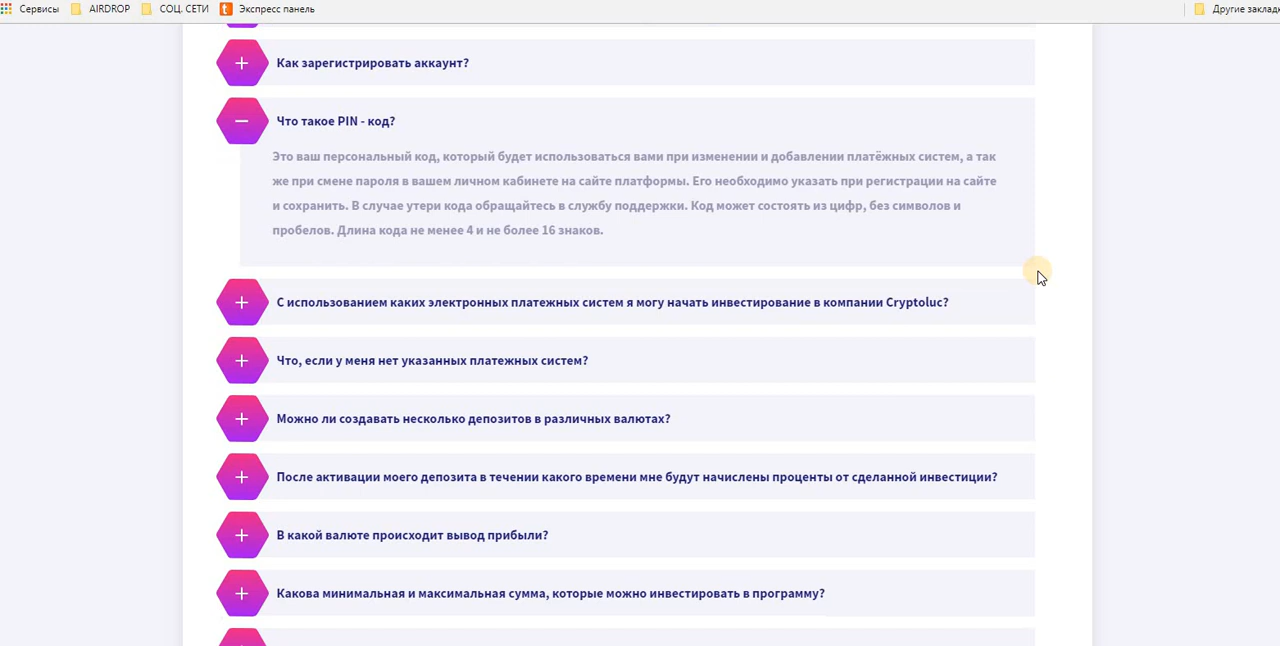 Сервисы AIRDROP СОЦ. СЕТИ Экспресс панель Другие заклад
Как зарегистрировать аккаунт?
Что такое PIN - код?
Это ваш персональный код, который будет использоваться вами при изменении и добавлении платёжных систем, а так
же при смене пароля в вашем личном кабинете на сайте платформы. Его необходимо указать при регистрации на сайте
и сохранить. В случае утери кода обращайтесь в службу поддержки. Код может состоять из цифр, без символов и
пробелов. Длина кода не менее 4 и не более 16 знаков.
С использованием каких электронных платежных систем я могу начать инвестирование в компании Cryptoluc?
Что, если у меня нет указанных платежных систем?
Можно ли создавать несколько депозитов в различных валютах?
После активации моего депозита в течении какого времени мне будут начислены проценты от сделанной инвестиции?
В какой валюте происходит вывод прибыли?
Какова минимальная и максимальная сумма, которые можно инвестировать в программу?